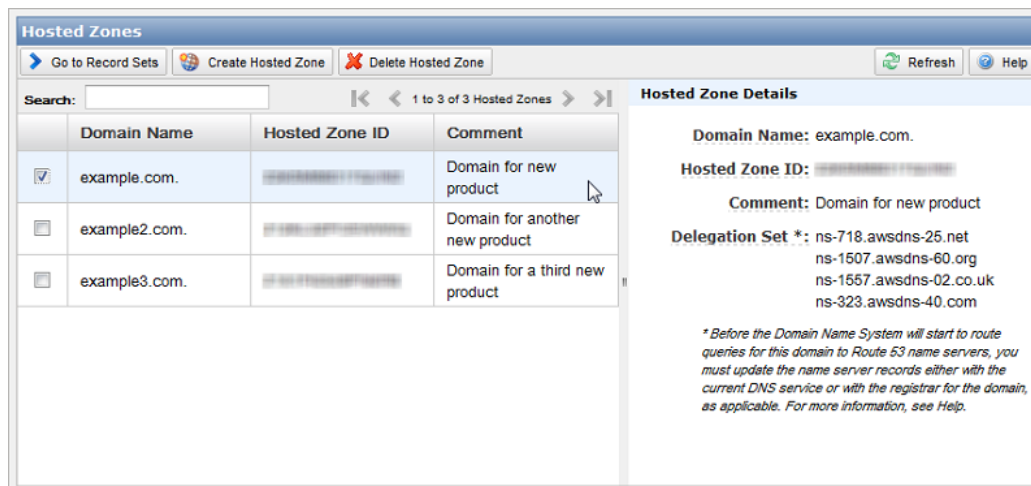 Hosted Zones
Go to Record Sets Create Hosted Zone Delete Hosted Zone Refresh Help
Search: 1 to 3 of 3 Hosted Zones
Domain Name Hosted Zone ID Comment
example.com. Domain for new
product
example2.com. Domain for another
new product
example3.com. Domain for a third new
product
Hosted Zone Details
Domain Name: example.com.
Hosted Zone ID:
Comment: Domain for new product
Delegation Set *: ns-718.awsdns-25.net
ns-1507.awsdns-60.org
ns-1557.awsdns-02.co.uk
ns-323.awsdns-40.com
* Before the Domain Name System will start to route
queries for this domain to Route 53 name servers, you
must update the name server records either with the
current DNS service or with the registrar for the domain,
as applicable. For more information, see Help.